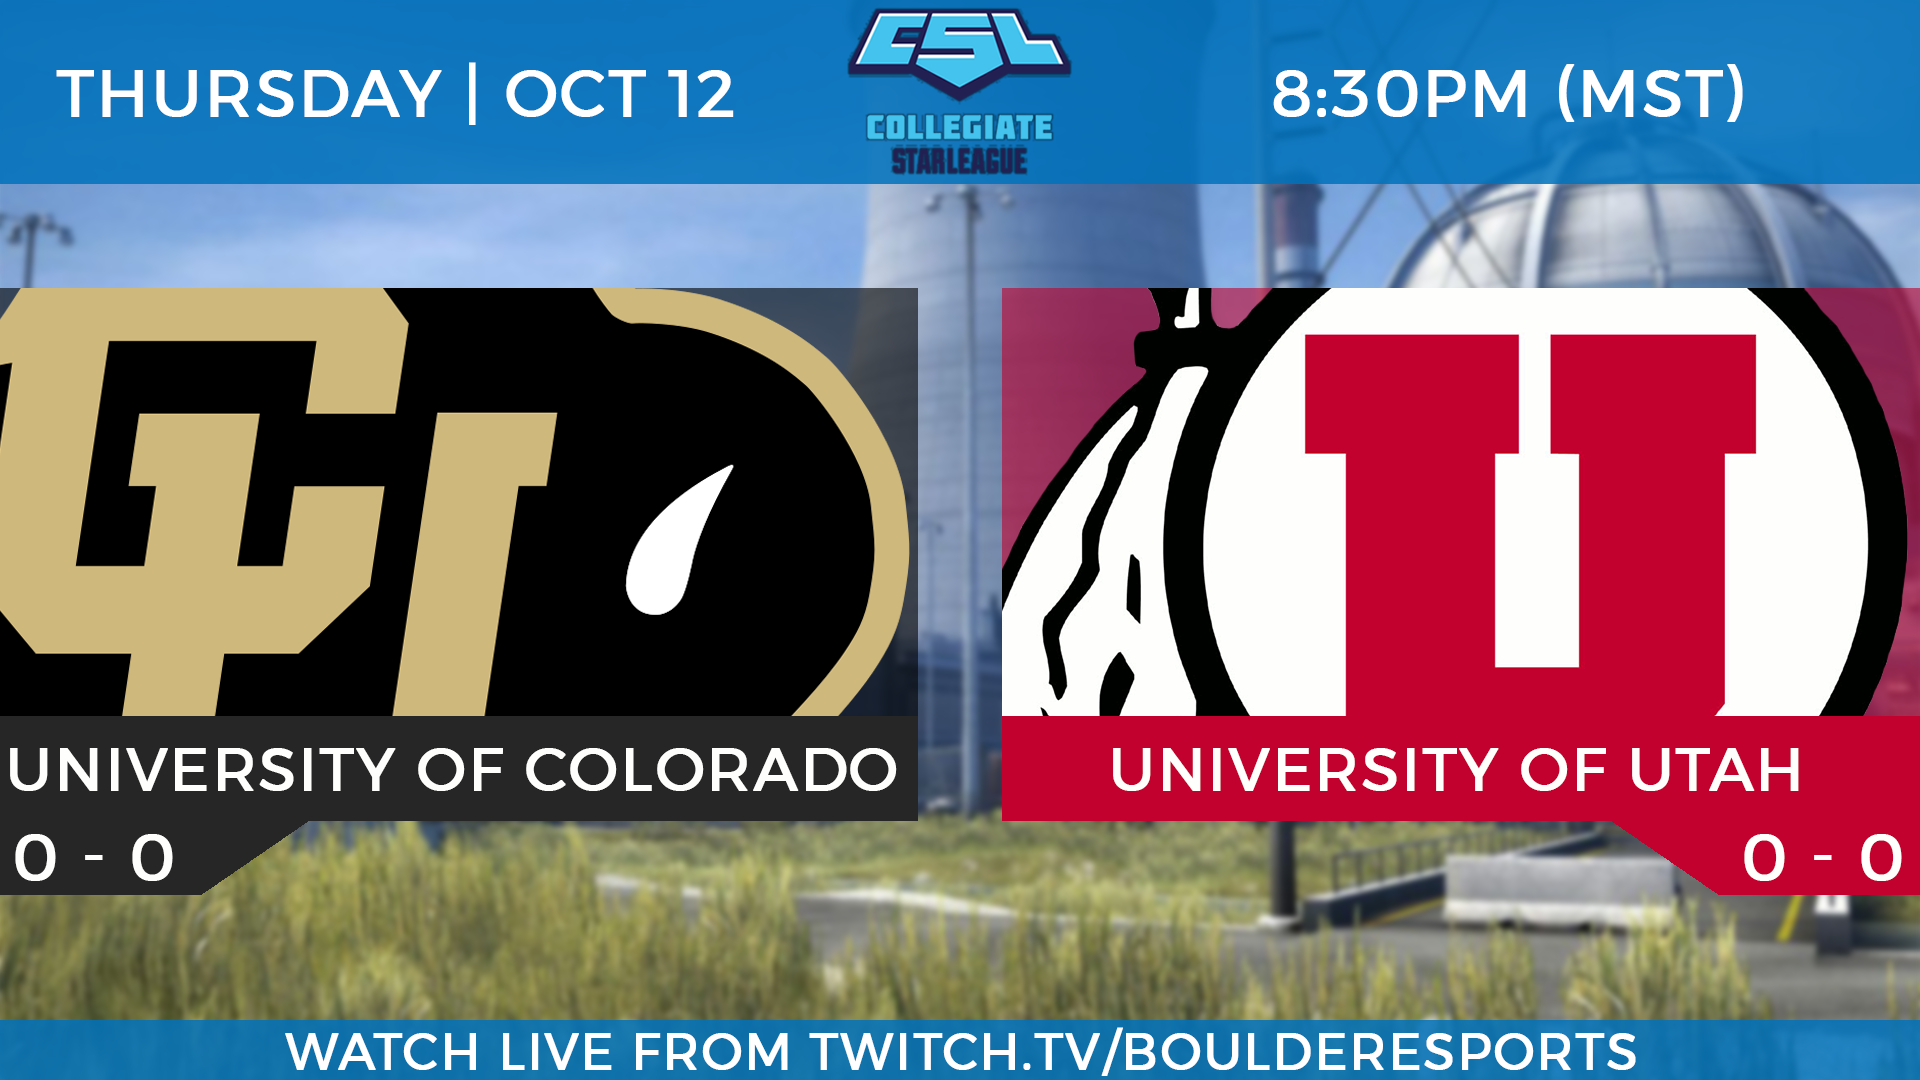 THURSDAY | OCT 12
CSL
COLLEGIATE
STARLEAGUE
8:30PM (MST)
CU
U
UNIVERSITY OF COLORADO
0 - 0
UNIVERSITY OF UTAH
0 - 0
WATCH LIVE FROM TWITCH.TV/BOULDERESPORTS